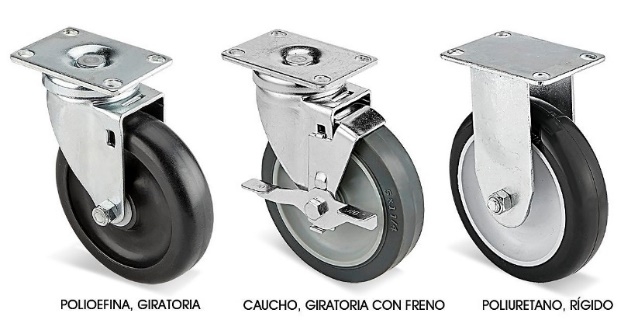 POLIOEFINA, GIRATORIA
CAUCHO, GIRATORIA CON FRENO
POLIURETANO, RÍGIDO